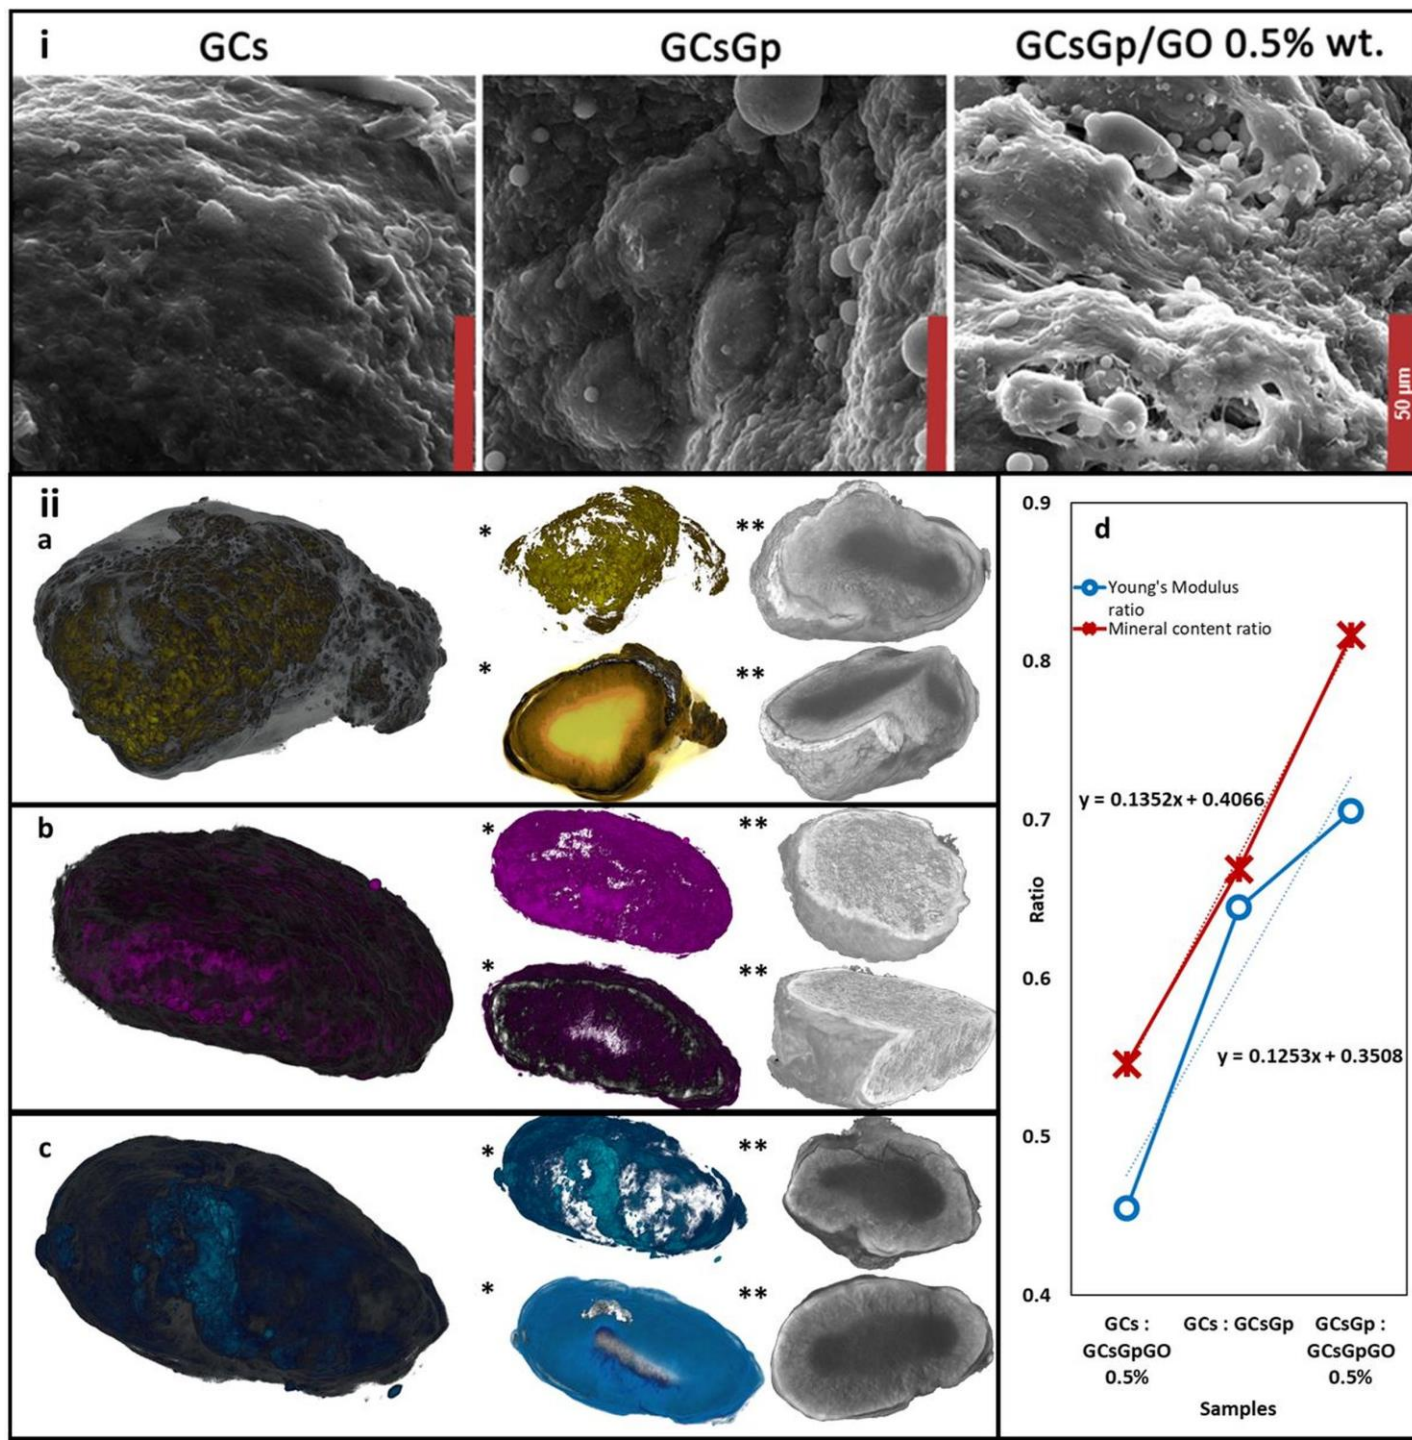 i
GCs
GCsGp
GCsGp/GO 0.5% wt.
50 µm
ii
a
*
**
*
**
b
*
**
*
**
c
*
**
*
**
d
0.9
0.8
0.7
0.6
0.5
0.4
Ratio
Young's Modulus
ratio
Mineral content ratio
y = 0.1352x + 0.4066
y = 0.1253x + 0.3508
GCs :
GCsGpGO
0.5%
GCs : GCsGp
GCsGp :
GCsGpGO
0.5%
Samples